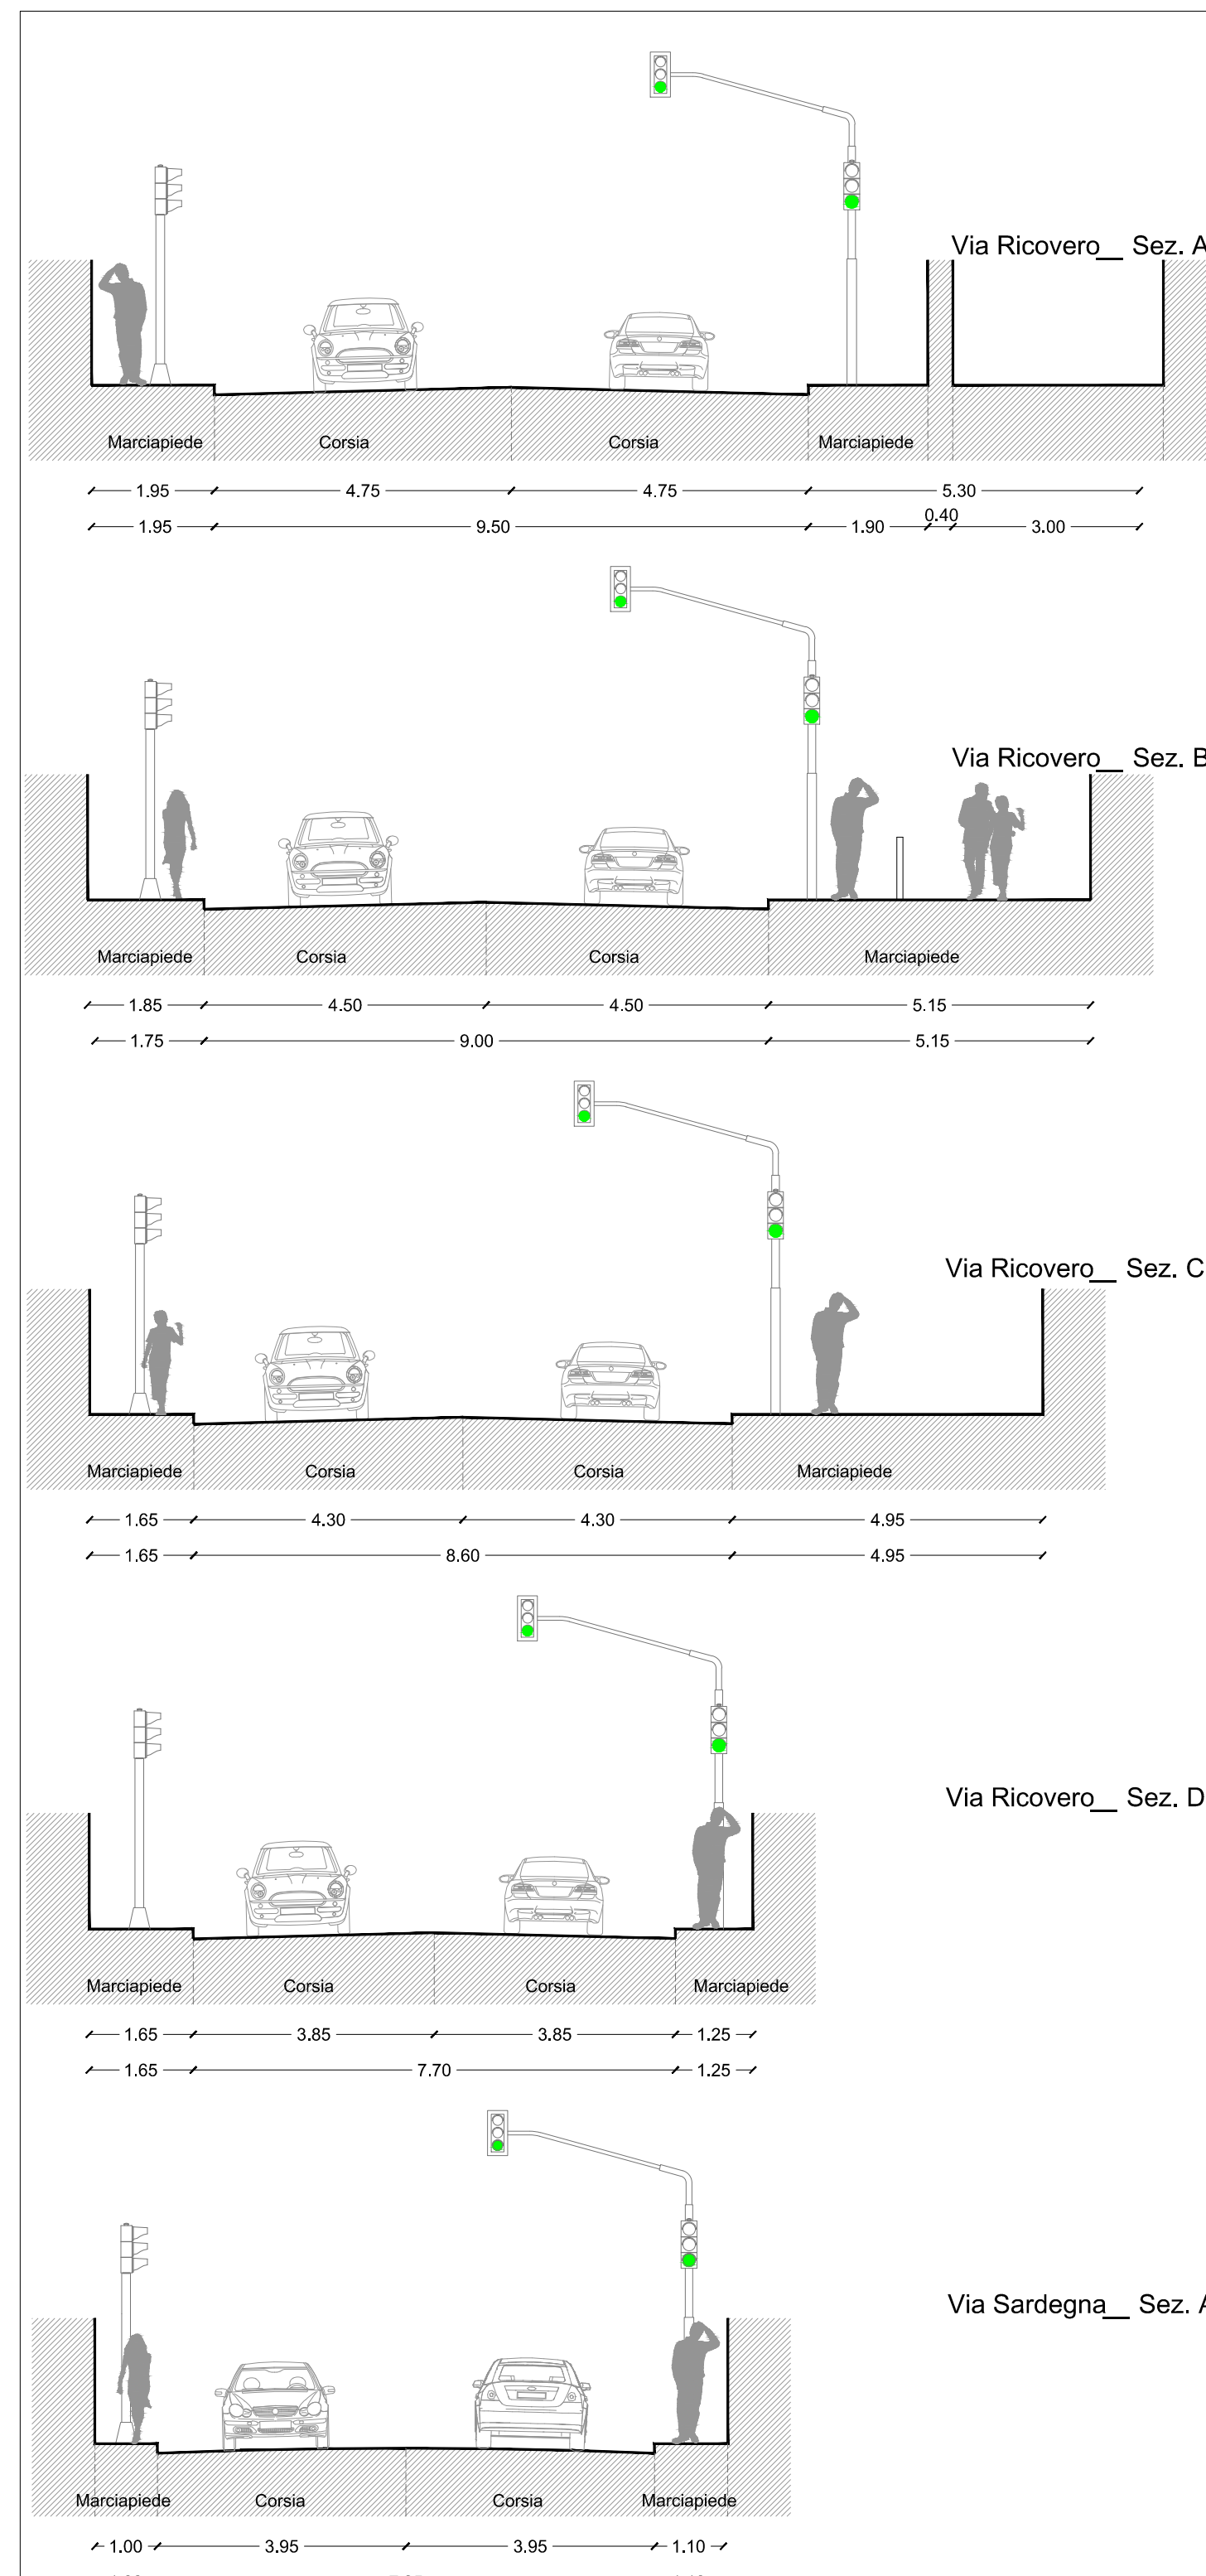 Via Ricovero__ Sez. A
Marciapiede Corsia Corsia Marciapiede
1.95 4.75 4.75 5.30
1.95 9.50 1.90 0.40 3.00
Via Ricovero__ Sez. B
Marciapiede Corsia Corsia Marciapiede
1.85 4.50 4.50 5.15
1.75 9.00 5.15
Via Ricovero__ Sez. C
Marciapiede Corsia Corsia Marciapiede
1.65 4.30 4.30 4.95
1.65 8.60 4.95
Via Ricovero__ Sez. D
Marciapiede Corsia Corsia Marciapiede
1.65 3.85 3.85 1.25
1.65 7.70 1.25
Via Sardegna__ Sez. A
Marciapiede Corsia Corsia Marciapiede
1.00 3.95 3.95 1.10